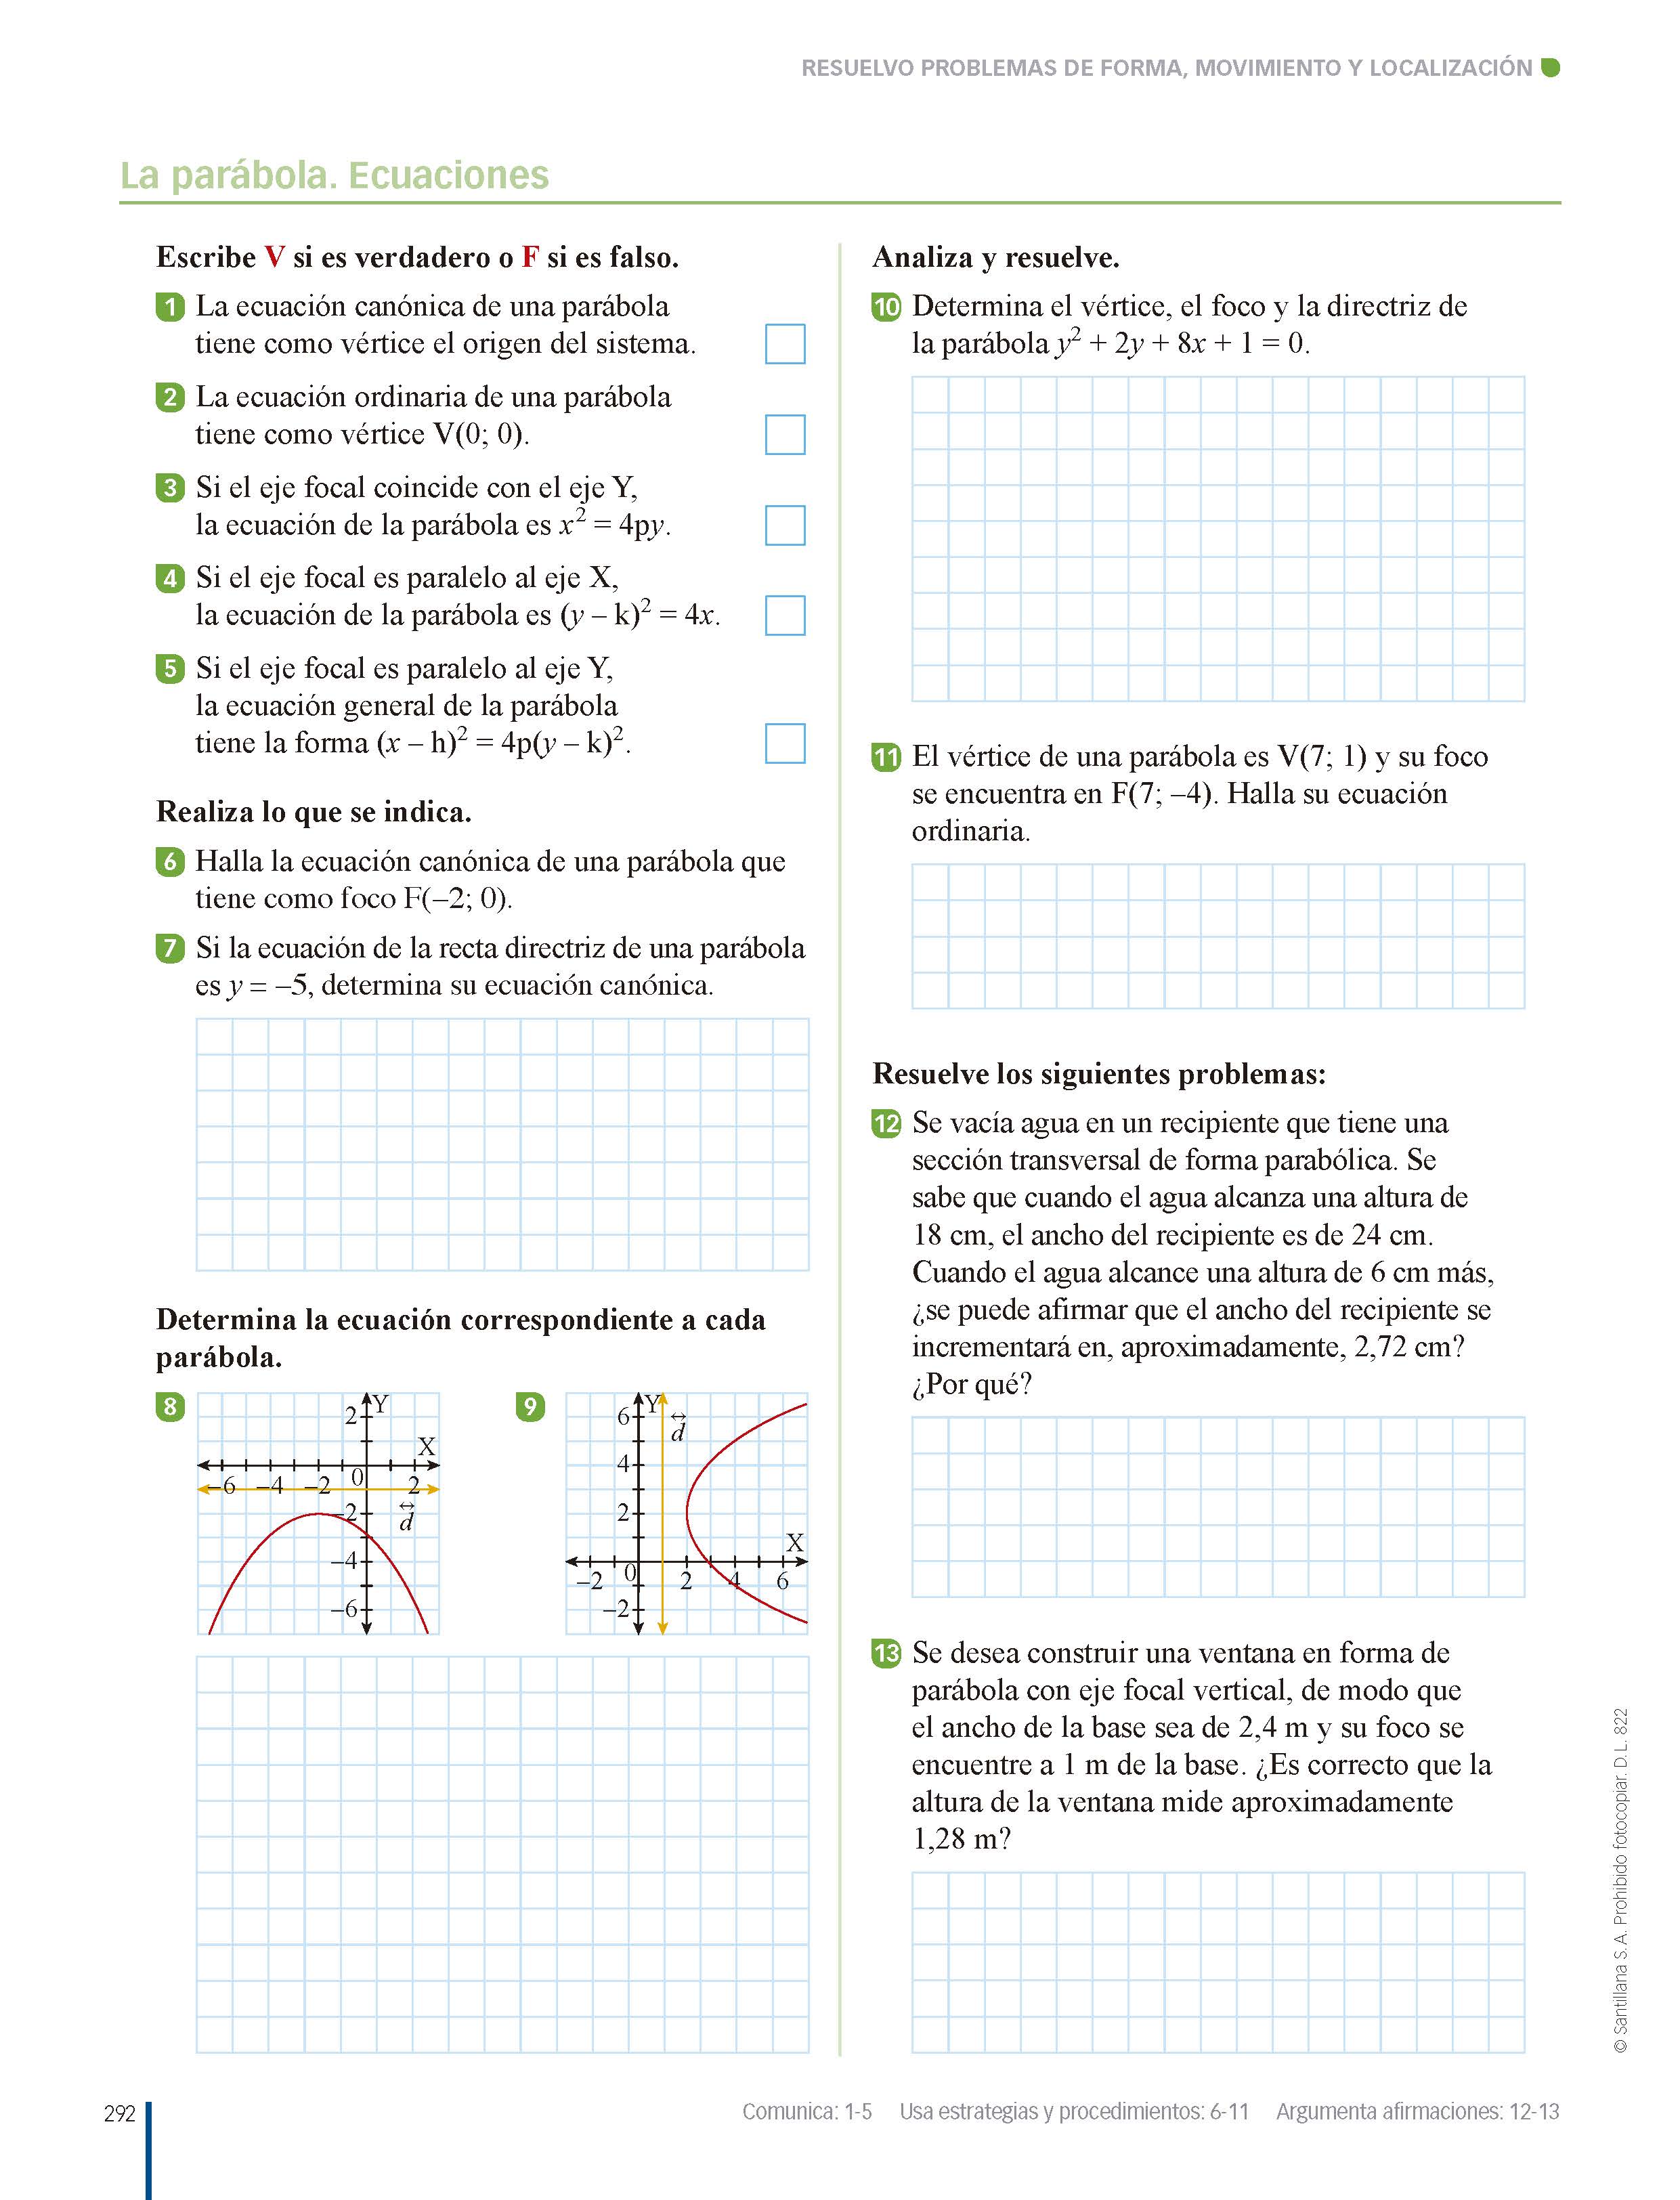 RESUELVO PROBLEMAS DE FORMA, MOVIMIENTO Y LOCALIZACIÓN
La parábola. Ecuaciones
Escribe V si es verdadero o F si es falso.
1 La ecuación canónica de una parábola
tiene como vértice el origen del sistema.
2 La ecuación ordinaria de una parábola
tiene como vértice V(0; 0).
3 Si el eje focal coincide con el eje Y,
la ecuación de la parábola es x² = 4py.
4 Si el eje focal es paralelo al eje X,
la ecuación de la parábola es (y – k)² = 4x.
5 Si el eje focal es paralelo al eje Y,
la ecuación general de la parábola
tiene la forma (x – h)² = 4p(y – k)².
Realiza lo que se indica.
6 Halla la ecuación canónica de una parábola que
tiene como foco F(–2; 0).
7 Si la ecuación de la recta directriz de una parábola
es y = –5, determina su ecuación canónica.
Determina la ecuación correspondiente a cada
parábola.
8
Y
2
X
–6 –4 –2 0 2
–2
d
–4
–6
9
Y
6
d
4
2
X
–2 0 2 4 6
–2
Analiza y resuelve.
10 Determina el vértice, el foco y la directriz de
la parábola y² + 2y + 8x + 1 = 0.
11 El vértice de una parábola es V(7; 1) y su foco
se encuentra en F(7; –4). Halla su ecuación
ordinaria.
Resuelve los siguientes problemas:
12 Se vacía agua en un recipiente que tiene una
sección transversal de forma parabólica. Se
sabe que cuando el agua alcanza una altura de
18 cm, el ancho del recipiente es de 24 cm.
Cuando el agua alcance una altura de 6 cm más,
¿se puede afirmar que el ancho del recipiente se
incrementará en, aproximadamente, 2,72 cm?
¿Por qué?
13 Se desea construir una ventana en forma de
parábola con eje focal vertical, de modo que
el ancho de la base sea de 2,4 m y su foco se
encuentre a 1 m de la base. ¿Es correcto que la
altura de la ventana mide aproximadamente
1,28 m?
© Santillana S. A. Prohibido fotocopiar. D. L. 822
292
Comunica: 1-5 Usa estrategias y procedimientos: 6-11 Argumenta afirmaciones: 12-13